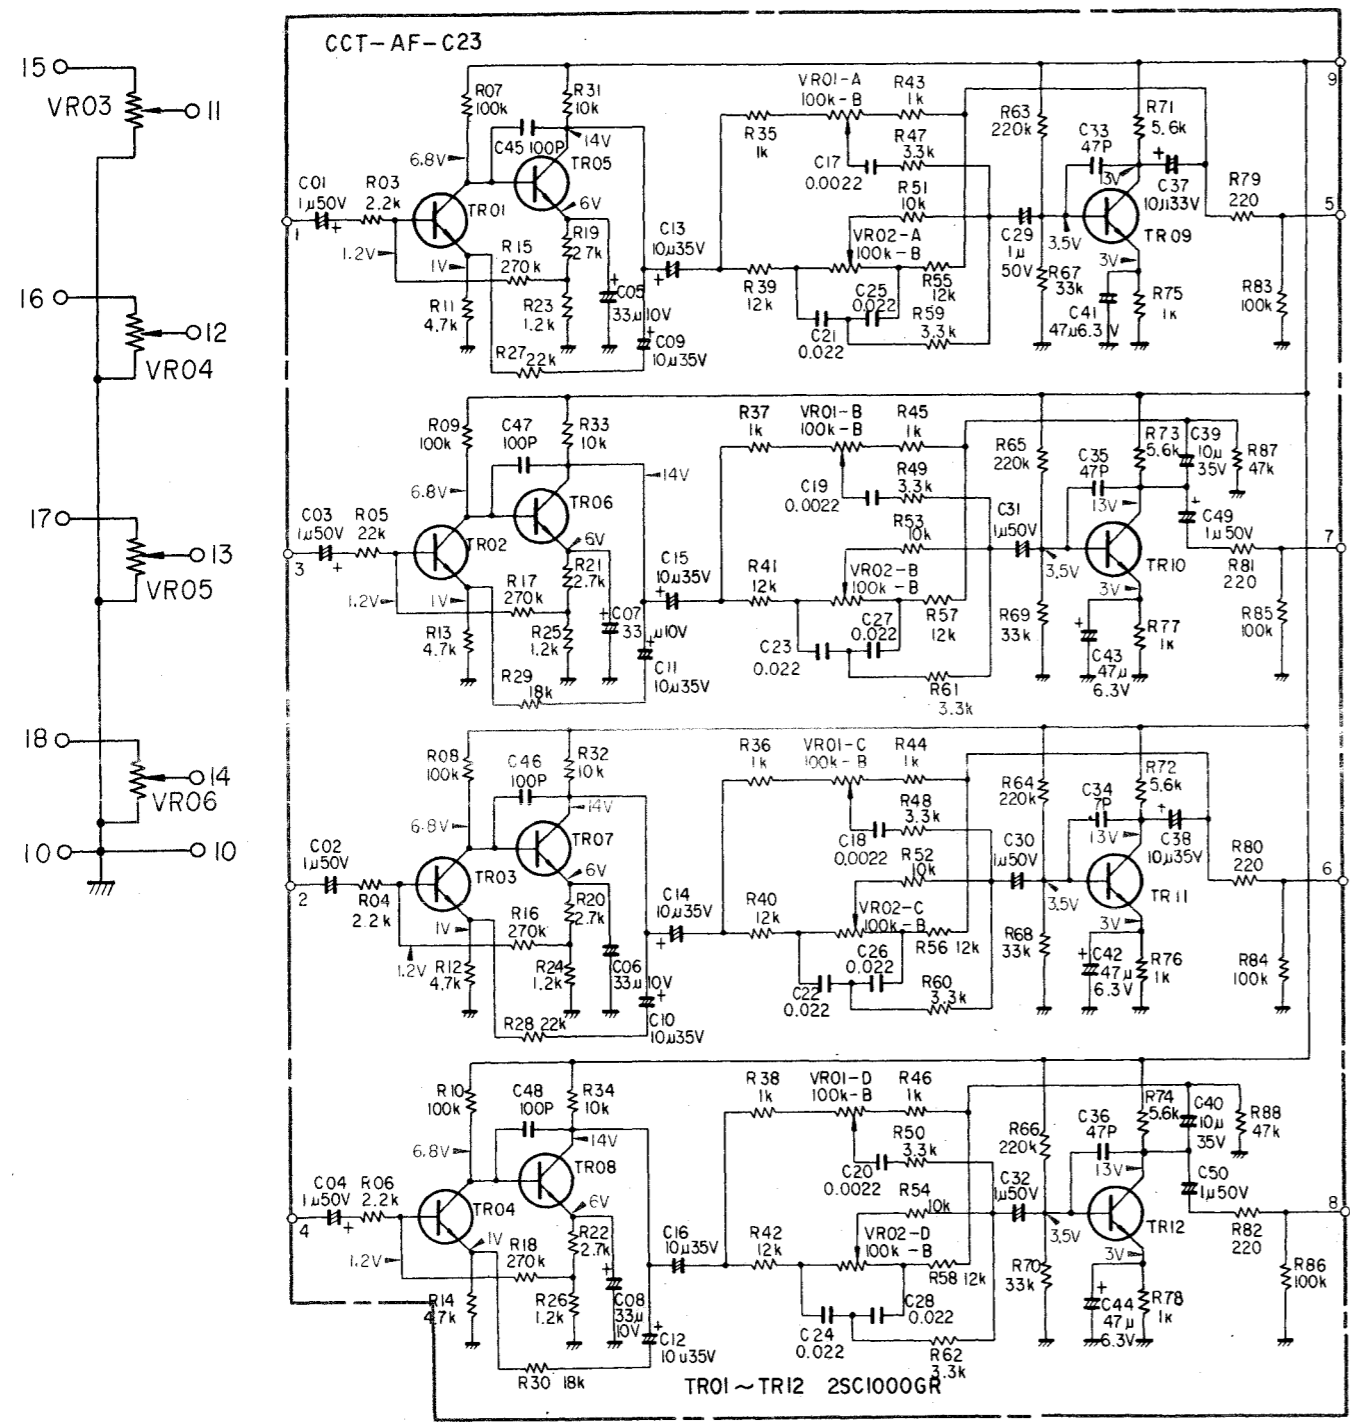 CCT-AF-C23
15
VR03
11
16
12
VR04
17
13
VR05
18
14
VR06
10
10
9
R07
100k
R31
10k
C45 100P
14V
6.8V
TR05
C01
1µ50V
+
R03
2.2k
TR01
6V
1
1.2V
1V
R15
270k
R19
2.7k
R11
4.7k
R23
1.2k
+
C05
33µ10V
+
C09
10µ35V
R27 22k
C13
10µ35V
+
R35
1k
VR01-A
100k-B
R43
1k
R47
3.3k
C17
0.0022
R51
10k
VR02-A
100k-B
R39
12k
C25
0.022
R55
12k
C21
0.022
R59
3.3k
R63
220k
C29
1µ
50V
R67
33k
C33
47P
R71
5.6k
13V
+
C37
10µ33V
3.5V
TR09
3V
C41
47µ6.3V
R75
1k
R79
220
5
R83
100k
R09
100k
C47
100P
R33
10k
14V
6.8V
TR06
C03
1µ50V
+
R05
22k
TR02
6V
3
1.2V
1V
R17
270k
R21
2.7k
R13
4.7k
R25
1.2k
+
C07
33µ10V
+
C11
10µ35V
R29
18k
C15
10µ35V
+
R37
1k
VR01-B
100k-B
R45
1k
R49
3.3k
C19
0.0022
R53
10k
R41
12k
VR02-B
100k-B
C27
0.022
R57
12k
C23
0.022
R61
3.3k
R65
220k
C31
1µ50V
R69
33k
C35
47P
R73
5.6k
C39
10µ
35V
R87
47k
13V
+
C49
1µ50V
3.5V
TR10
3V
R81
220
7
R85
100k
+
C43
47µ
6.3V
R77
1k
R08
100k
C46
100P
R32
10k
14V
6.8V
TR07
C02
1µ50V
TR03
6V
2
R04
2.2k
1V
1.2V
R16
270k
R20
2.7k
R12
4.7k
R24
1.2k
C06
33µ10V
+
C10
10µ35V
R28 22k
C14
10µ35V
+
R36
1k
VR01-C
100k-B
R44
1k
R48
3.3k
C18
0.0022
R52
10k
R40
12k
VR02-C
100k-B
C26
0.022
R56 12k
C22
0.022
R60
3.3k
R64
220k
C30
1µ50V
R68
33k
C34
7P
R72
5.6k
13V
+
C38
10µ35V
3.5V
TR11
3V
R80
220
6
R84
100k
+
C42
47µ
6.3V
R76
1k
R10
100k
C48
100P
R34
10k
14V
6.8V
TR08
C04
1µ50V
+
R06
2.2k
TR04
6V
4
1.2V
1V
R18
270k
R22
2.7k
R14
4.7k
R26
1.2k
+
C08
33µ
10V
+
C12
10µ35V
R30 18k
C16
10µ35V
R38
1k
VR01-D
100k-B
R46
1k
R50
3.3k
C20
0.0022
R54
10k
R42
12k
VR02-D
100k-B
R58 12k
C24
0.022
C28
0.022
R62
3.3k
R66
220k
C32
1µ50V
R70
33k
C36
47P
R74
5.6k
C40
10µ
35V
R88
47k
13V
C50
1µ50V
3.5V
TR12
3V
R82
220
8
R86
100k
+
C44
47µ
6.3V
R78
1k
TR01~TR12 2SC1000GR